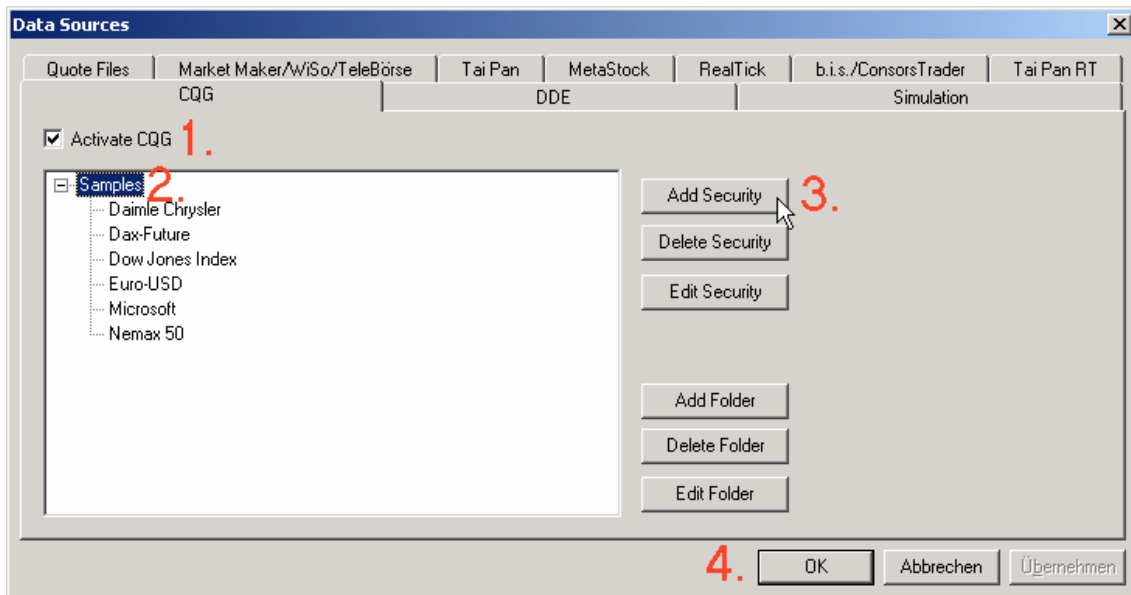 Data Sources
Quote Files Market Maker/WiSo/TeleBörse Tai Pan MetaStock RealTick b.i.s./ConsorsTrader Tai Pan RT
CQG DDE Simulation
Activate CQG 1.
Samples 2.
Daimle Chrysler
Dax-Future
Dow Jones Index
Euro-USD
Microsoft
Nemax 50
Add Security 3.
Delete Security
Edit Security
Add Folder
Delete Folder
Edit Folder
4. OK Abbrechen Übernehmen